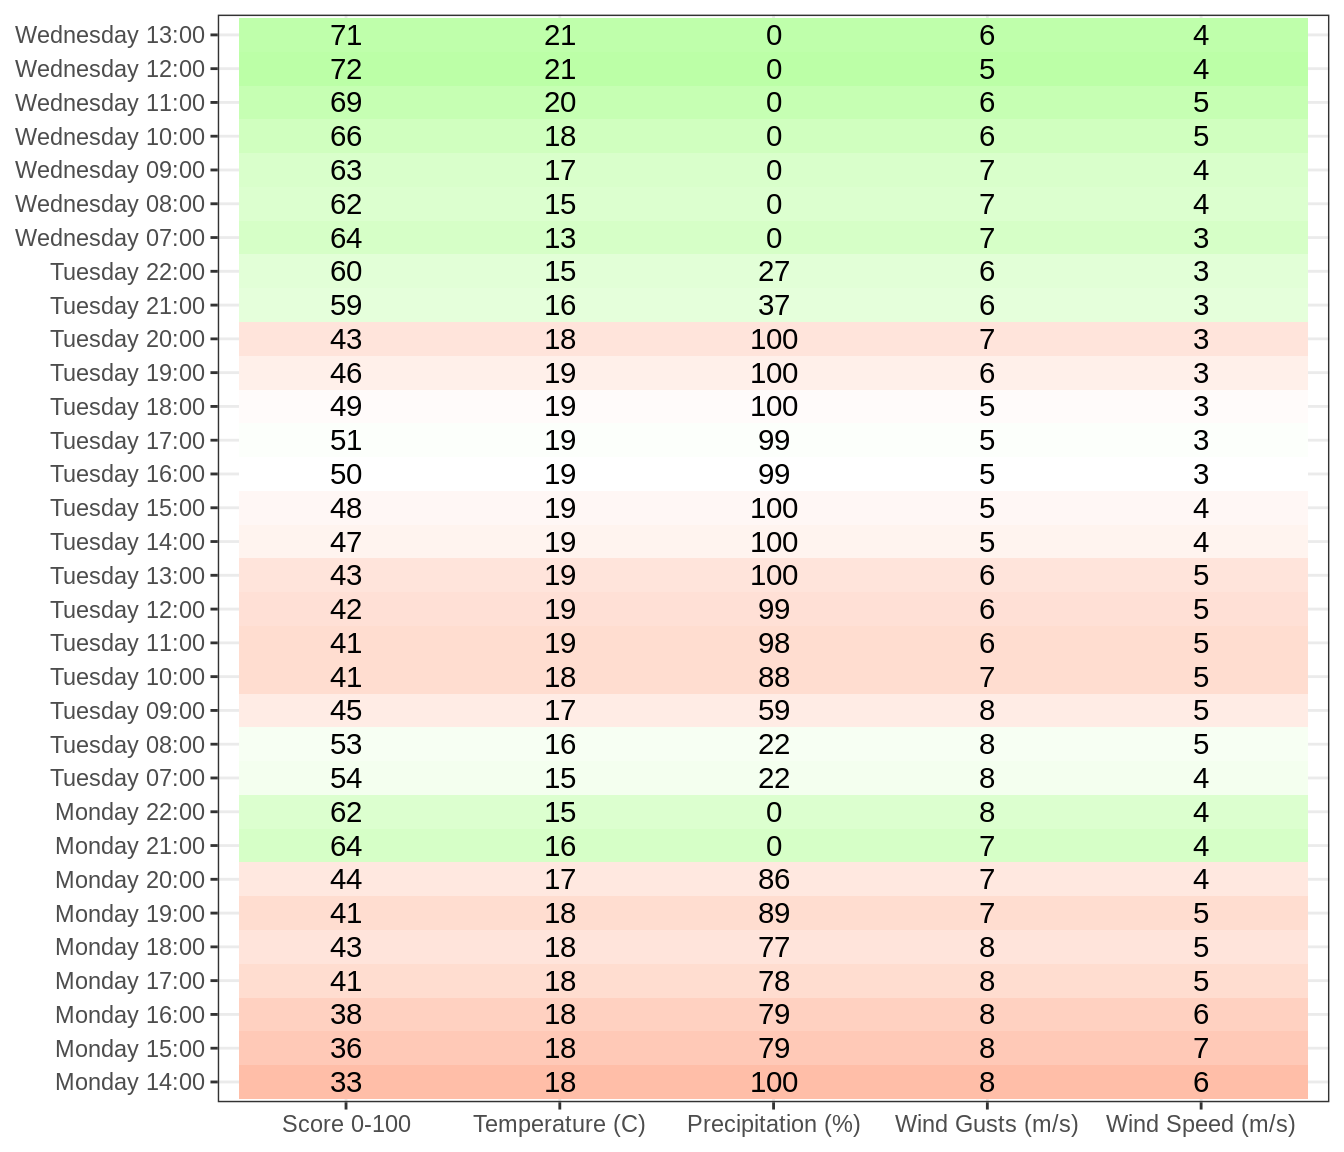 Wednesday 13:00 71 21 0 6 4
Wednesday 12:00 72 21 0 5 4
Wednesday 11:00 69 20 0 6 5
Wednesday 10:00 66 18 0 6 5
Wednesday 09:00 63 17 0 7 4
Wednesday 08:00 62 15 0 7 4
Wednesday 07:00 64 13 0 7 3
Tuesday 22:00 60 15 27 6 3
Tuesday 21:00 59 16 37 6 3
Tuesday 20:00 43 18 100 7 3
Tuesday 19:00 46 19 100 6 3
Tuesday 18:00 49 19 100 5 3
Tuesday 17:00 51 19 99 5 3
Tuesday 16:00 50 19 99 5 3
Tuesday 15:00 48 19 100 5 4
Tuesday 14:00 47 19 100 5 4
Tuesday 13:00 43 19 100 6 5
Tuesday 12:00 42 19 99 6 5
Tuesday 11:00 41 19 98 6 5
Tuesday 10:00 41 18 88 7 5
Tuesday 09:00 45 17 59 8 5
Tuesday 08:00 53 16 22 8 5
Tuesday 07:00 54 15 22 8 4
Monday 22:00 62 15 0 8 4
Monday 21:00 64 16 0 7 4
Monday 20:00 44 17 86 7 4
Monday 19:00 41 18 89 7 5
Monday 18:00 43 18 77 8 5
Monday 17:00 41 18 78 8 5
Monday 16:00 38 18 79 8 6
Monday 15:00 36 18 79 8 7
Monday 14:00 33 18 100 8 6
Score 0-100 Temperature (C) Precipitation (%) Wind Gusts (m/s) Wind Speed (m/s)